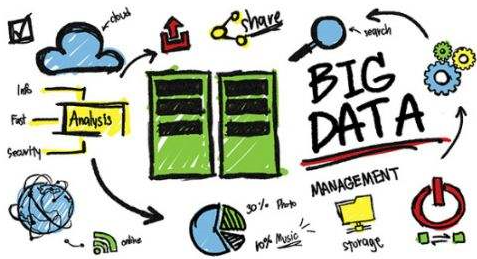 cloud
share
search
Info
Fast
Security
Analysis
BIG
DATA
MANAGEMENT
30% Photo
10% Music
online
storage